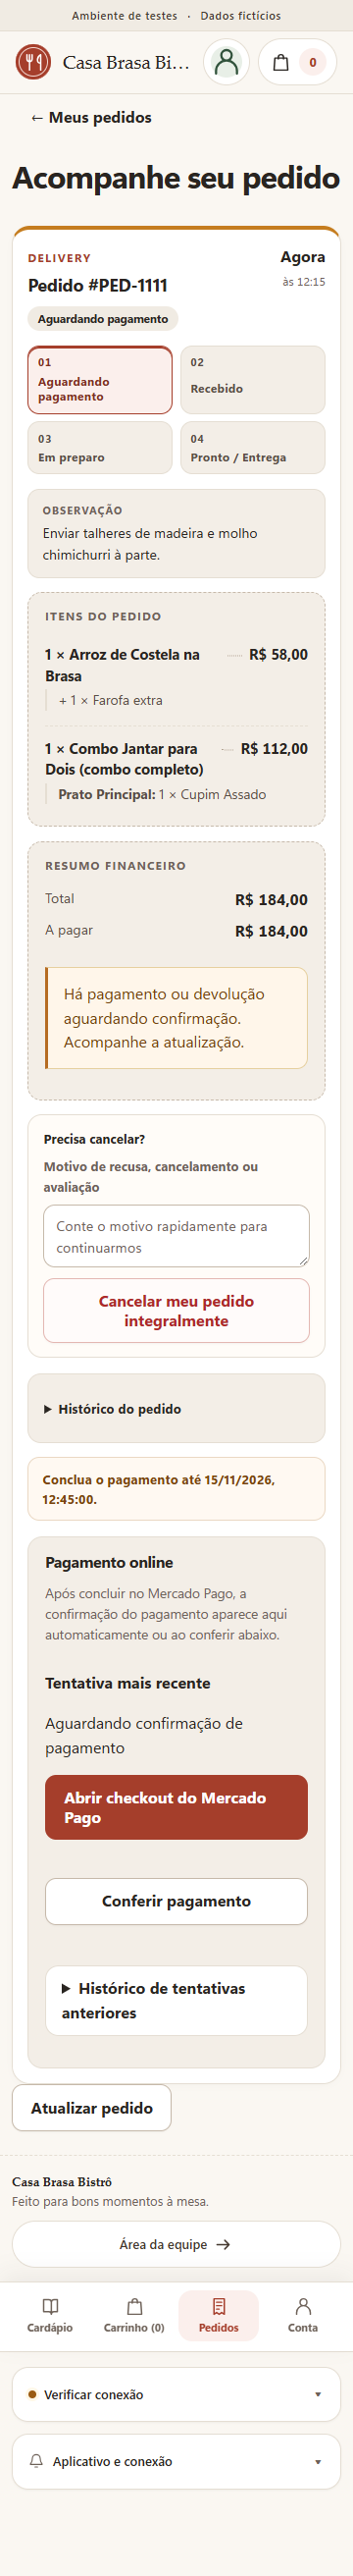 Ambiente de testes · Dados fictícios
Casa Brasa Bi...
0
← Meus pedidos
Acompanhe seu pedido
DELIVERY
Agora
Pedido #PED-1111
às 12:15
Aguardando pagamento
01
Aguardando
pagamento
02
Recebido
03
Em preparo
04
Pronto / Entrega
OBSERVAÇÃO
Enviar talheres de madeira e molho
chimichurri à parte.
ITENS DO PEDIDO
1 × Arroz de Costela na
Brasa
R$ 58,00
+ 1 × Farofa extra
1 × Combo Jantar para
Dois (combo completo)
R$ 112,00
Prato Principal: 1 × Cupim Assado
RESUMO FINANCEIRO
Total R$ 184,00
A pagar R$ 184,00
Há pagamento ou devolução
aguardando confirmação.
Acompanhe a atualização.
Precisa cancelar?
Motivo de recusa, cancelamento ou
avaliação
Conte o motivo rapidamente para
continuarmos
Cancelar meu pedido
integralmente
Histórico do pedido
Conclua o pagamento até 15/11/2026,
12:45:00.
Pagamento online
Após concluir no Mercado Pago, a
confirmação do pagamento aparece aqui
automaticamente ou ao conferir abaixo.
Tentativa mais recente
Aguardando confirmação de
pagamento
Abrir checkout do Mercado
Pago
Conferir pagamento
Histórico de tentativas
anteriores
Atualizar pedido
Casa Brasa Bistrô
Feito para bons momentos à mesa.
Área da equipe →
Cardápio
Carrinho (0)
Pedidos
Conta
Verificar conexão
Aplicativo e conexão